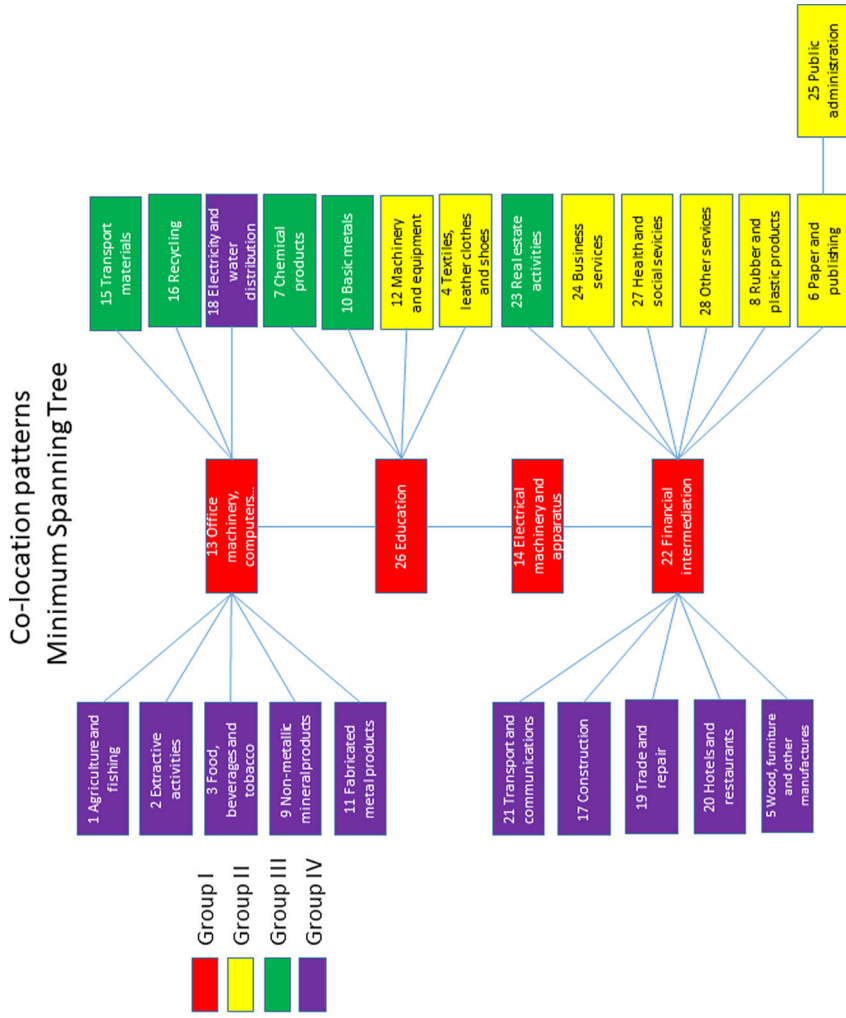 Co-location patterns
Minimum Spanning Tree
1 Agriculture and
fishing
2 Extractive
activities
3 Food,
beverages and
tobacco
9 Non-metallic
mineral products
11 Fabricated
metal products
21 Transport and
communications
17 Construction
19 Trade and
repair
20 Hotels and
restaurants
5 Wood, furniture
and other
manufactures
13 Office
machinery,
computers...
26 Education
14 Electrical
machinery and
apparatus
22 Financial
intermediation
15 Transport
materials
16 Recycling
18 Electricity and
water
distribution
7 Chemical
products
10 Basic metals
12 Machinery
and equipment
4 Textiles,
leather clothes
and shoes
23 Real estate
activities
24 Business
services
27 Health and
social sevicies
28 Other services
8 Rubber and
plastic products
6 Paper and
publishing
25 Public
administration
Group I
Group II
Group III
Group IV